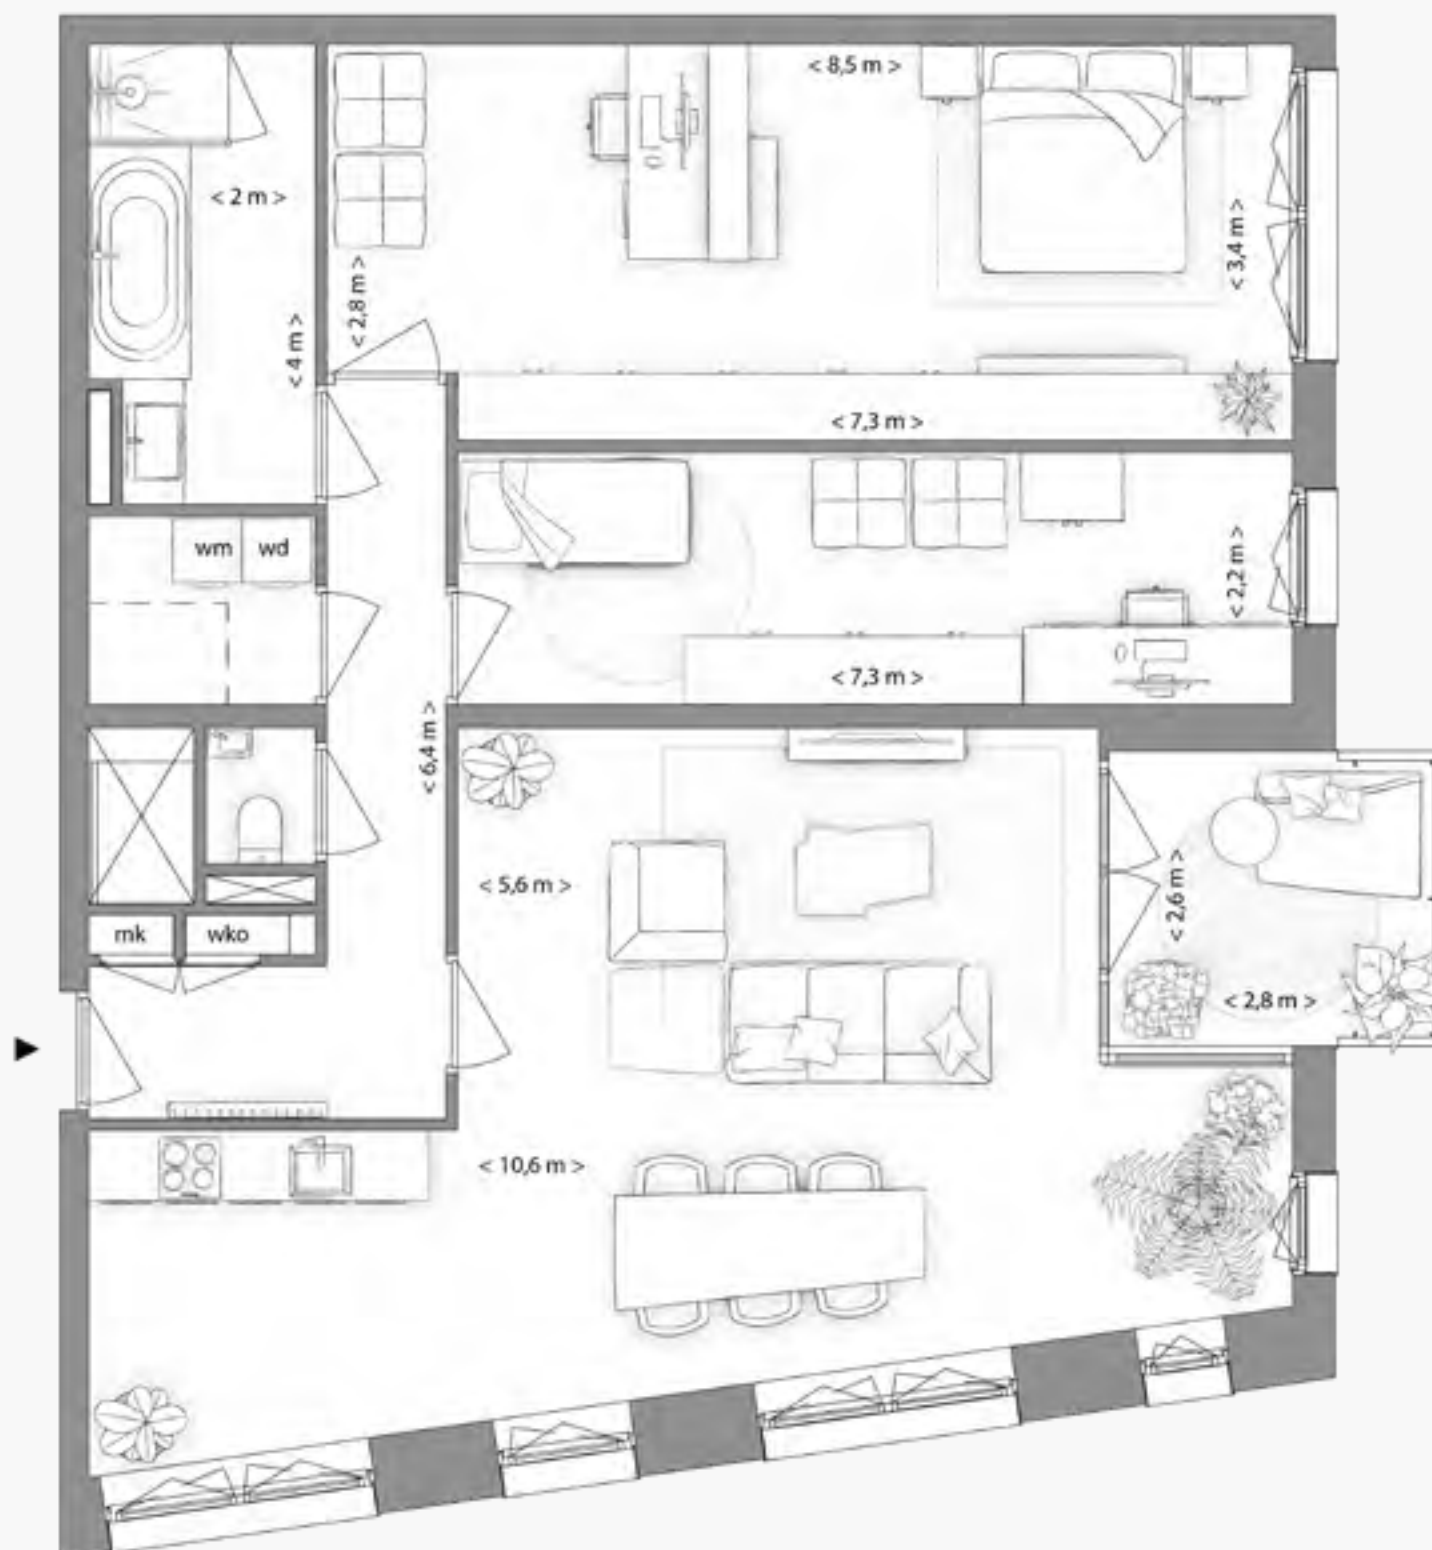 < 8,5 m >
< 2 m >
< 3,4 m >
< 2,8 m >
< 4 m >
< 7,3 m >
wm wd
< 2,2 m >
< 7,3 m >
< 6,4 m >
< 5,6 m >
< 2,6 m >
mk wko
< 2,8 m >
< 10,6 m >